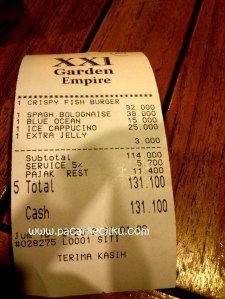 XXI
Garden
Empire
1 CRISPY FISH BURGER
32.000
1 SPAGH BOLOGNAISE 38.000
1 BLUE OCEAN 15.000
1 ICE CAPPUCINO 25.000
1 EXTRA JELLY
3.000
Subtotal 114.000
SERVICE 5% 5.700
PAJAK REST 11.400
5 Total 131.100
Cash 131.100
www.pacarkecilku.com
#028275 L0001 SITI
TERIMA KASIH